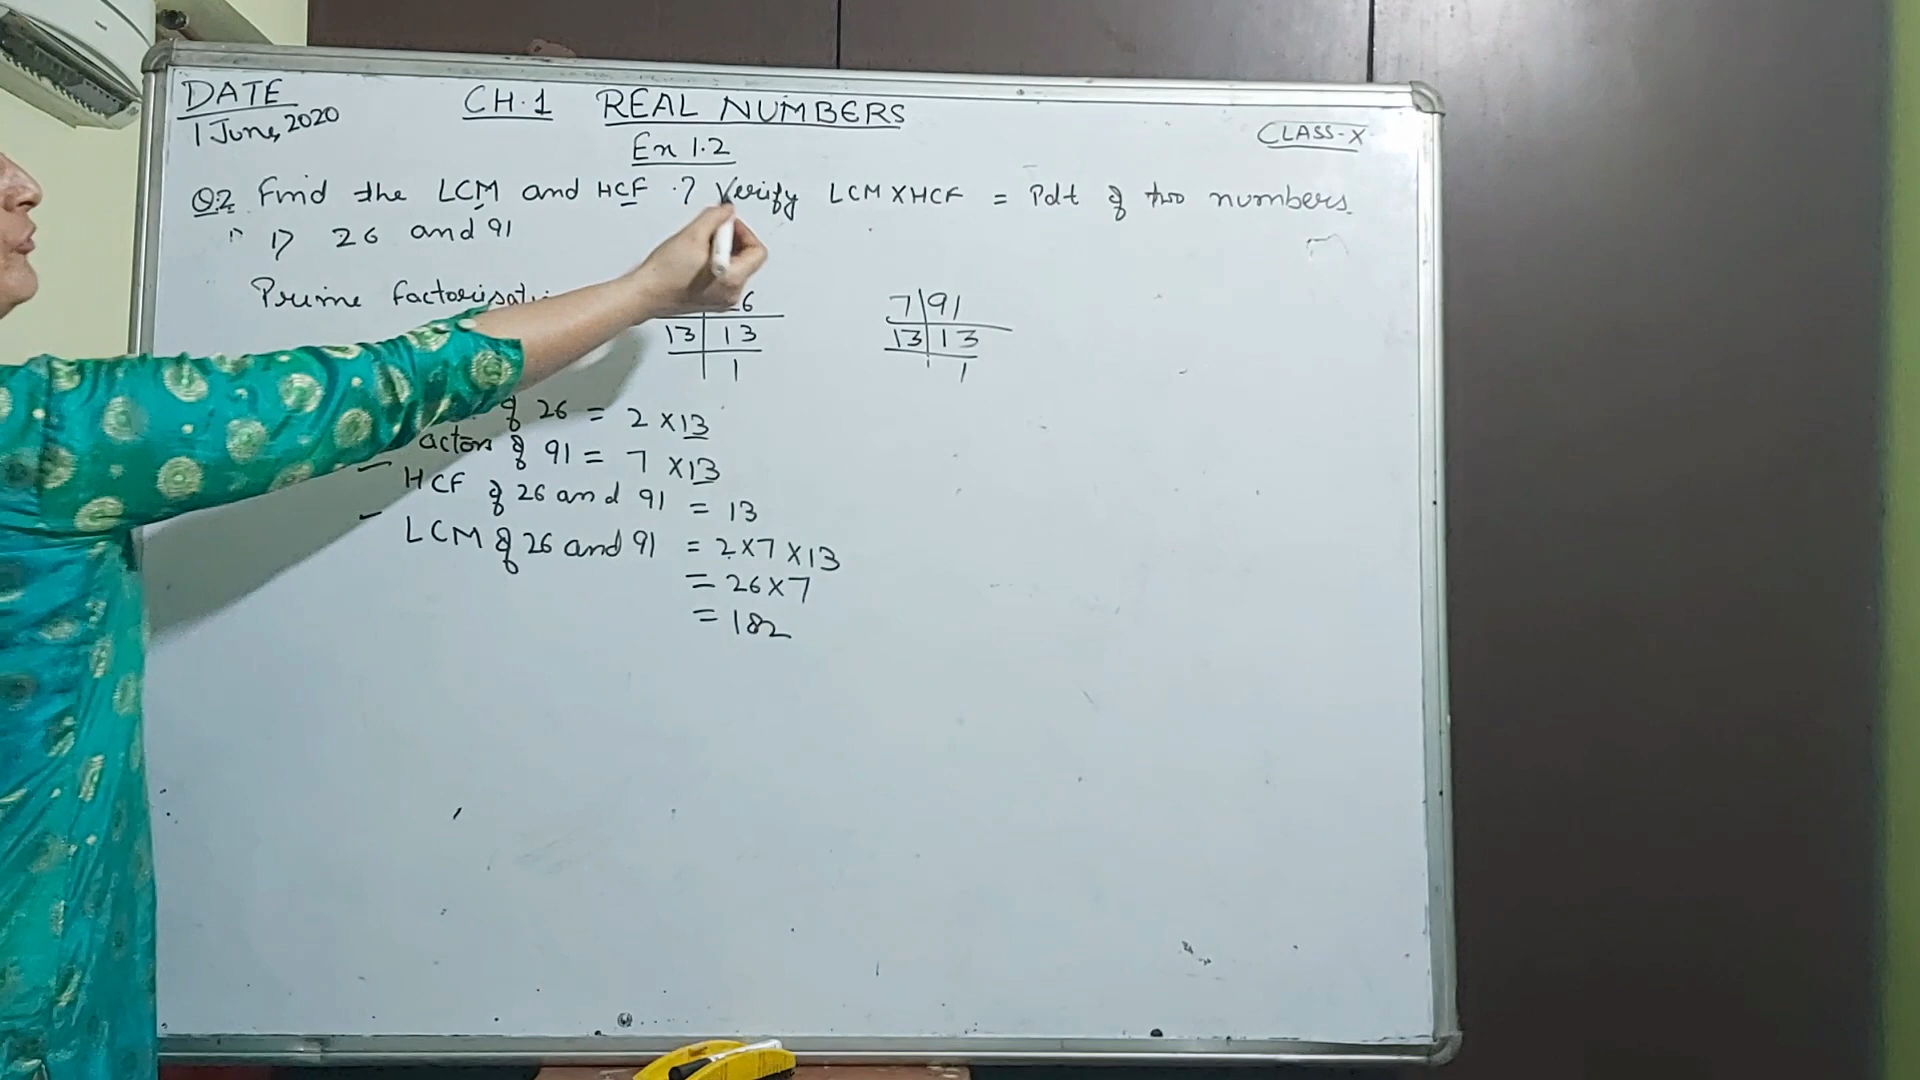 DATE
1 June, 2020
CH.1 REAL NUMBERS
CLASS-X
Ex 1.2
Q2 Find the LCM and HCF .? Verify LCM X HCF = Pdt of two numbers.
1) 26 and 91
Prime
6
13 | 13
1
7 | 91
13 | 13
1
of 26 = 2 × 13
actors of 91 = 7 × 13
HCF of 26 and 91 = 13
LCM of 26 and 91 = 2 × 7 × 13
= 26 × 7
= 182